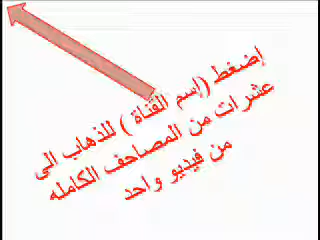 إضغط (إسم القناة ) للذهاب الى
عشرات من المصاحف الكامله
من فيديو واحد